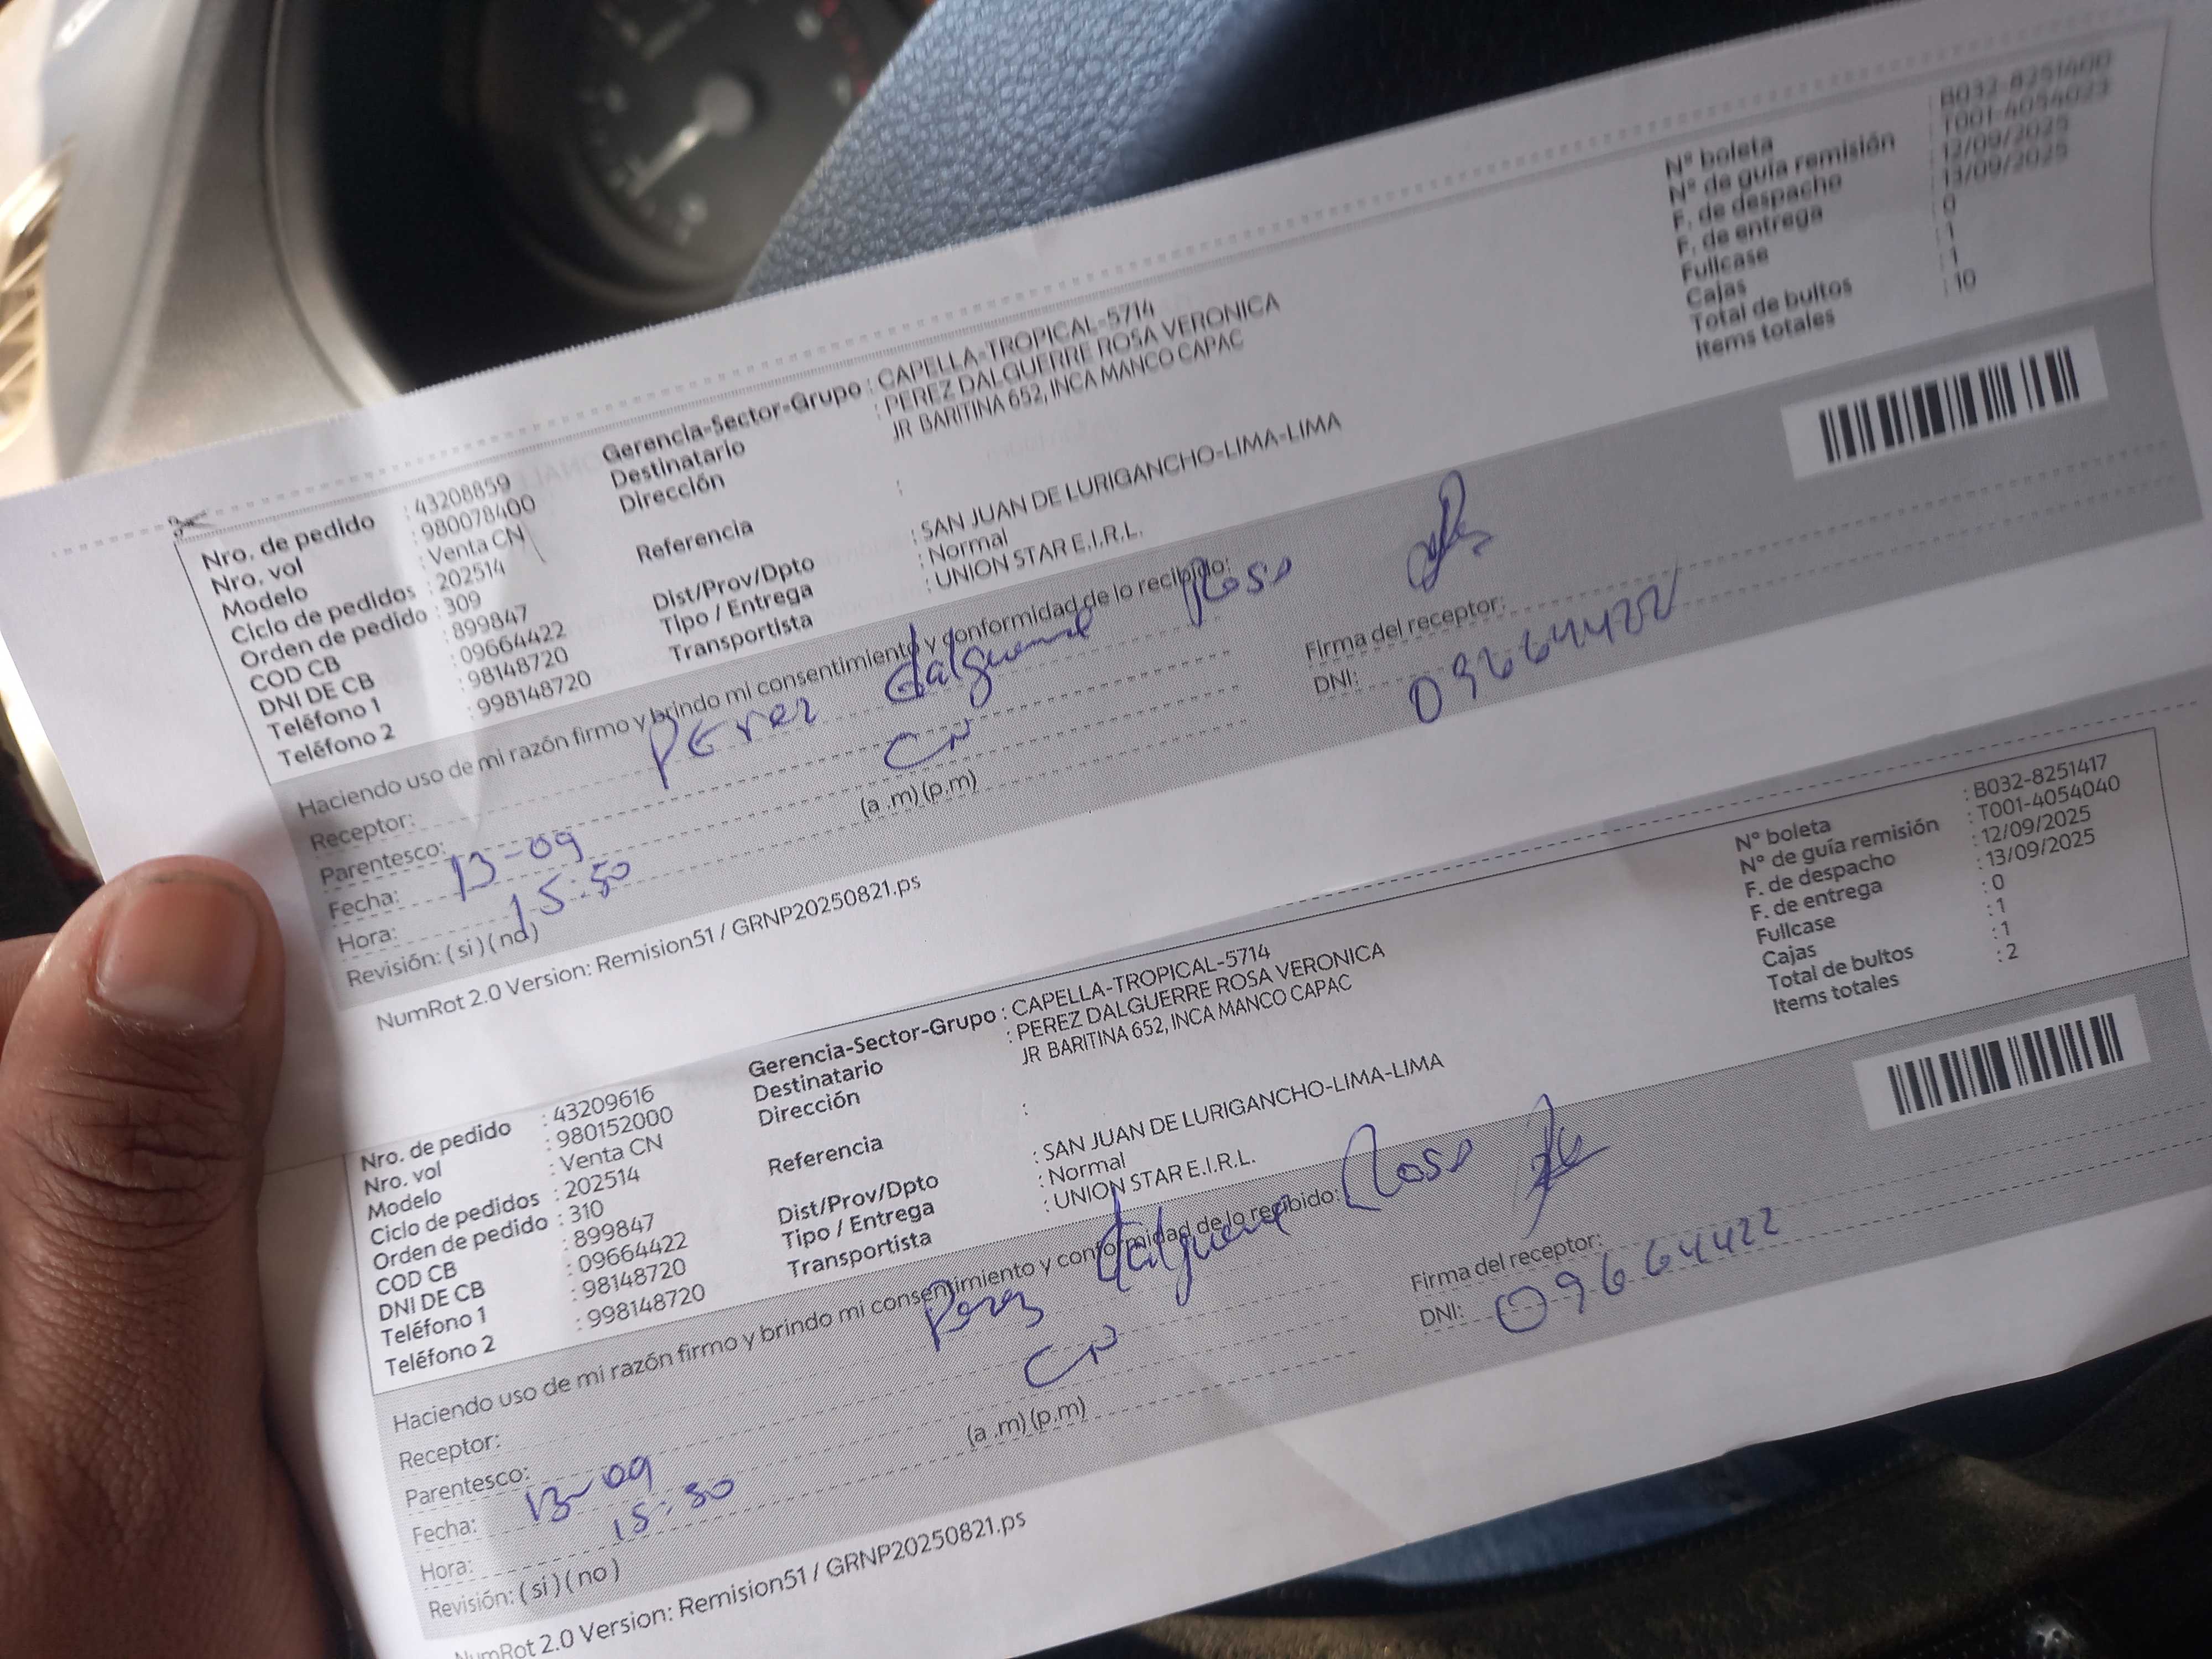 Nro. de pedido : 43208859
Nro. vol : 980078400
Modelo : Venta CN
Ciclo de pedidos : 202514
Orden de pedido : 309
COD CB : 899847
DNI DE CB : 09664422
Teléfono 1 : 98148720
Teléfono 2 : 998148720
Gerencia-Sector-Grupo : CAPELLA-TROPICAL-5714
Destinatario : PEREZ DALGUERRE ROSA VERONICA
Dirección JR BARITINA 652, INCA MANCO CAPAC
Referencia :
Dist/Prov/Dpto : SAN JUAN DE LURIGANCHO-LIMA-LIMA
Tipo / Entrega : Normal
Transportista : UNION STAR E.I.R.L.
N° boleta : B032-8251400
N° de guía remisión : T001-4054023
F. de despacho : 12/09/2025
F. de entrega : 13/09/2025
Fullcase : 0
Cajas : 1
Total de bultos : 1
Items totales : 10
Haciendo uso de mi razón firmo y brindo mi consentimiento y conformidad de lo recibido:
Receptor: Perez Rosa
Parentesco: CN
Fecha: 13-09
Hora: 15:50 (a .m) (p.m)
Revisión: ( si ) ( no )
Firma del receptor:
DNI: 09664422
NumRot 2.0 Version: Remision51 / GRNP20250821.ps
Nro. de pedido : 43209616
Nro. vol : 980152000
Modelo : Venta CN
Ciclo de pedidos : 202514
Orden de pedido : 310
COD CB : 899847
DNI DE CB : 09664422
Teléfono 1 : 98148720
Teléfono 2 : 998148720
Gerencia-Sector-Grupo : CAPELLA-TROPICAL-5714
Destinatario : PEREZ DALGUERRE ROSA VERONICA
Dirección JR BARITINA 652, INCA MANCO CAPAC
Referencia :
Dist/Prov/Dpto : SAN JUAN DE LURIGANCHO-LIMA-LIMA
Tipo / Entrega : Normal
Transportista : UNION STAR E.I.R.L.
N° boleta : B032-8251417
N° de guía remisión : T001-4054040
F. de despacho : 12/09/2025
F. de entrega : 13/09/2025
Fullcase : 0
Cajas : 1
Total de bultos : 1
Items totales : 2
Haciendo uso de mi razón firmo y brindo mi consentimiento y conformidad de lo recibido:
Receptor: Perez Rosa
Parentesco: CN
Fecha: 13-09
Hora: (a .m) (p.m)
Revisión: ( si ) ( no )
Firma del receptor:
DNI: 09664422
NumRot 2.0 Version: Remision51 / GRNP20250821.ps